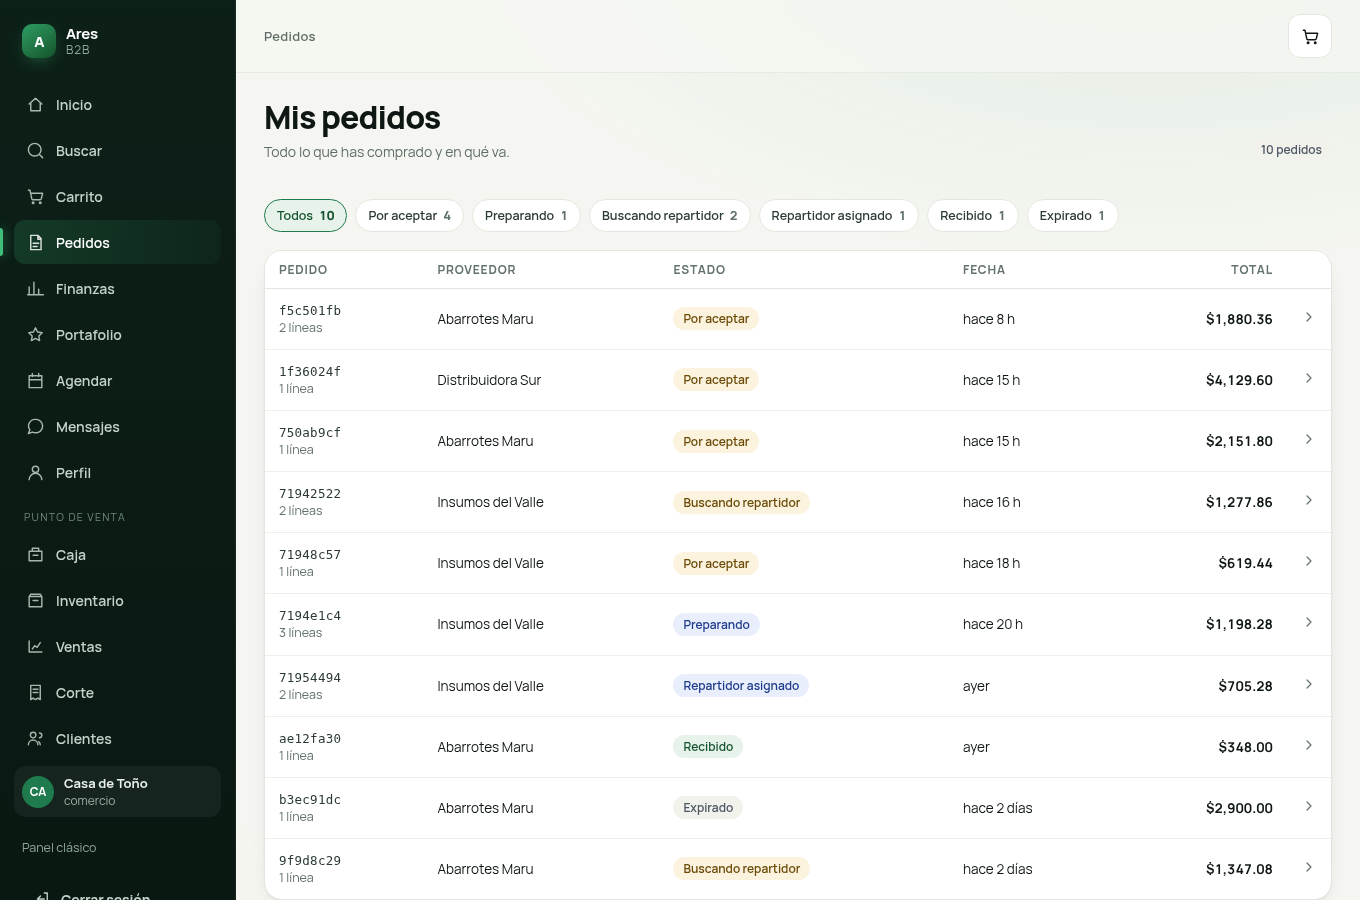 A
Ares
B2B
Inicio
Buscar
Carrito
Pedidos
Finanzas
Portafolio
Agendar
Mensajes
Perfil
PUNTO DE VENTA
Caja
Inventario
Ventas
Corte
Clientes
CA
Casa de Toño
comercio
Panel clásico
Cerrar sesión
Pedidos
Mis pedidos
Todo lo que has comprado y en qué va.
10 pedidos
Todos 10 Por aceptar 4 Preparando 1 Buscando repartidor 2 Repartidor asignado 1 Recibido 1 Expirado 1
PEDIDO PROVEEDOR ESTADO FECHA TOTAL
f5c501fb
2 líneas
Abarrotes Maru Por aceptar hace 8 h $1,880.36
1f36024f
1 línea
Distribuidora Sur Por aceptar hace 15 h $4,129.60
750ab9cf
1 línea
Abarrotes Maru Por aceptar hace 15 h $2,151.80
71942522
2 líneas
Insumos del Valle Buscando repartidor hace 16 h $1,277.86
71948c57
1 línea
Insumos del Valle Por aceptar hace 18 h $619.44
7194e1c4
3 líneas
Insumos del Valle Preparando hace 20 h $1,198.28
71954494
2 líneas
Insumos del Valle Repartidor asignado ayer $705.28
ae12fa30
1 línea
Abarrotes Maru Recibido ayer $348.00
b3ec91dc
1 línea
Abarrotes Maru Expirado hace 2 días $2,900.00
9f9d8c29
1 línea
Abarrotes Maru Buscando repartidor hace 2 días $1,347.08